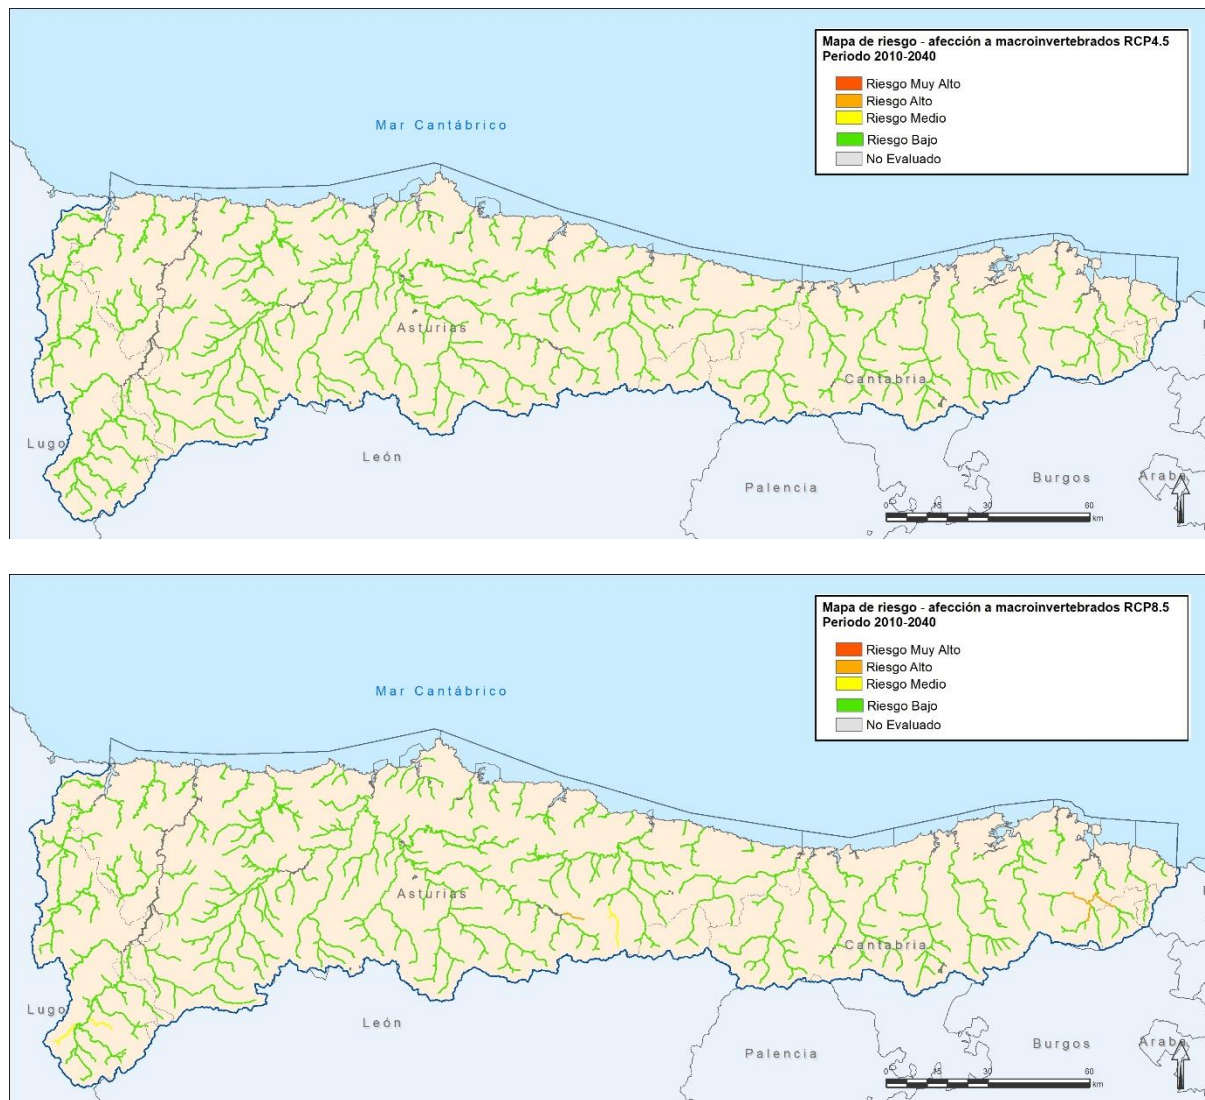 Mapa de riesgo - afección a macroinvertebrados RCP4.5
Periodo 2010-2040
Riesgo Muy Alto
Riesgo Alto
Riesgo Medio
Riesgo Bajo
No Evaluado
Mar Cantábrico
Asturias
Cantabria
Lugo
León
Palencia
Burgos
Araba
0 15 30 60
km
Mapa de riesgo - afección a macroinvertebrados RCP8.5
Periodo 2010-2040
Riesgo Muy Alto
Riesgo Alto
Riesgo Medio
Riesgo Bajo
No Evaluado
Mar Cantábrico
Asturias
Cantabria
Lugo
León
Palencia
Burgos
Araba
0 15 30 60
km